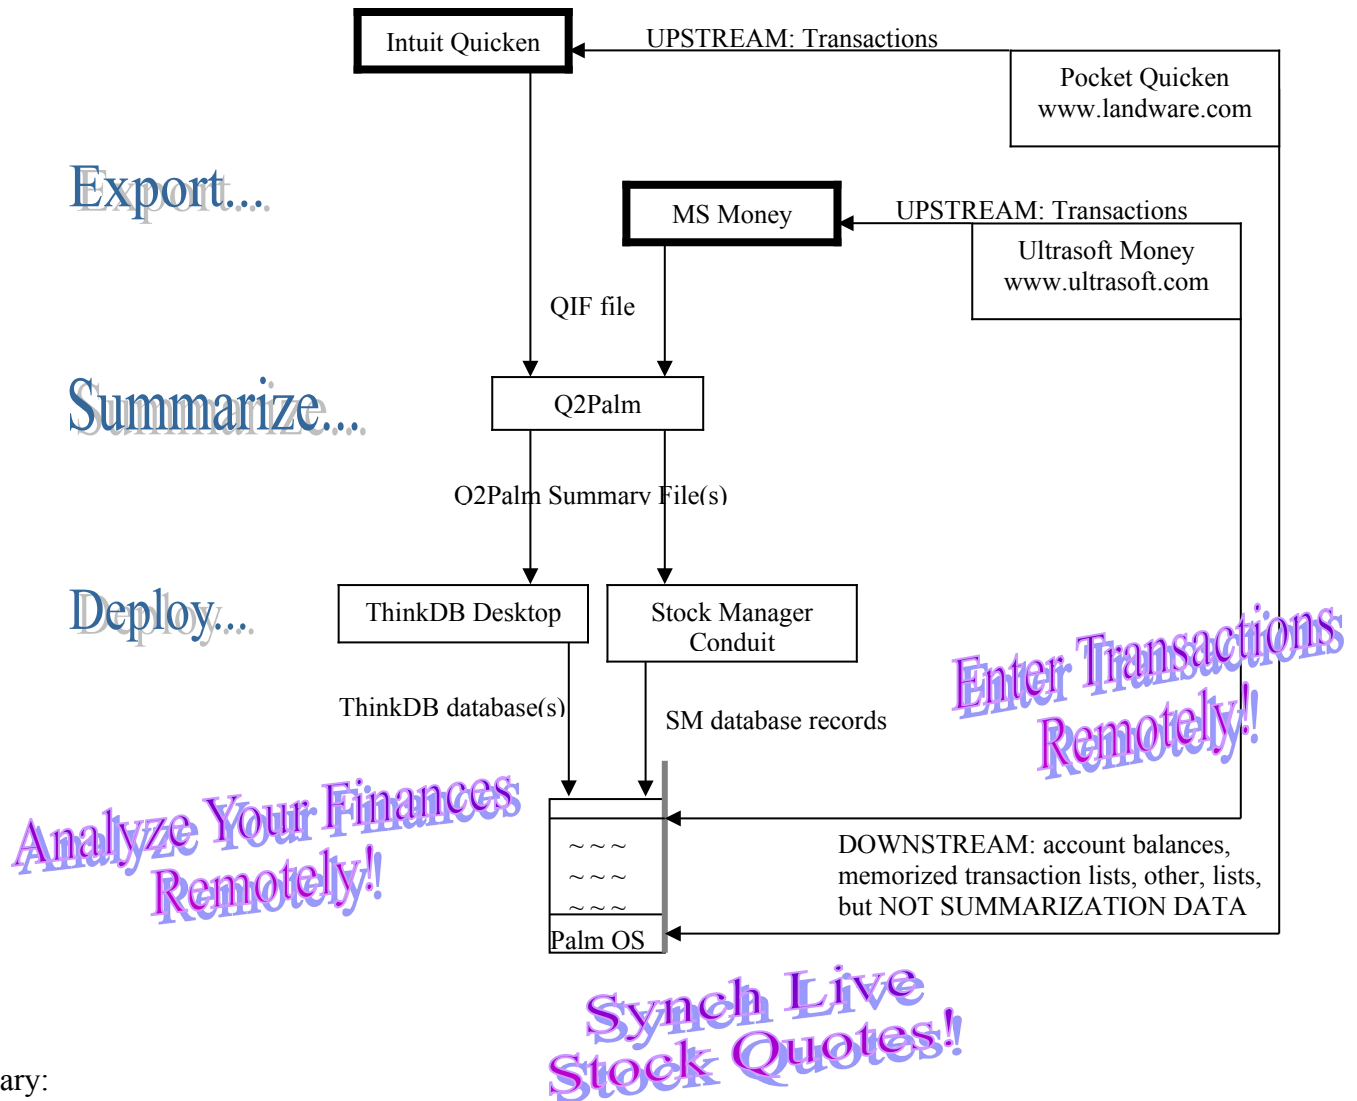 Intuit Quicken
UPSTREAM: Transactions
Pocket Quicken
www.landware.com
Export...
MS Money
UPSTREAM: Transactions
Ultrasoft Money
www.ultrasoft.com
QIF file
Summarize...
Q2Palm
Q2Palm Summary File(s)
Deploy...
ThinkDB Desktop
Stock Manager
Conduit
Enter Transactions
Remotely!
ThinkDB database(s)
SM database records
Analyze Your Finances
Remotely!
~ ~ ~
~ ~ ~
~ ~ ~
Palm OS
DOWNSTREAM: account balances,
memorized transaction lists, other, lists,
but NOT SUMMARIZATION DATA
Synch Live
Stock Quotes!
ary: